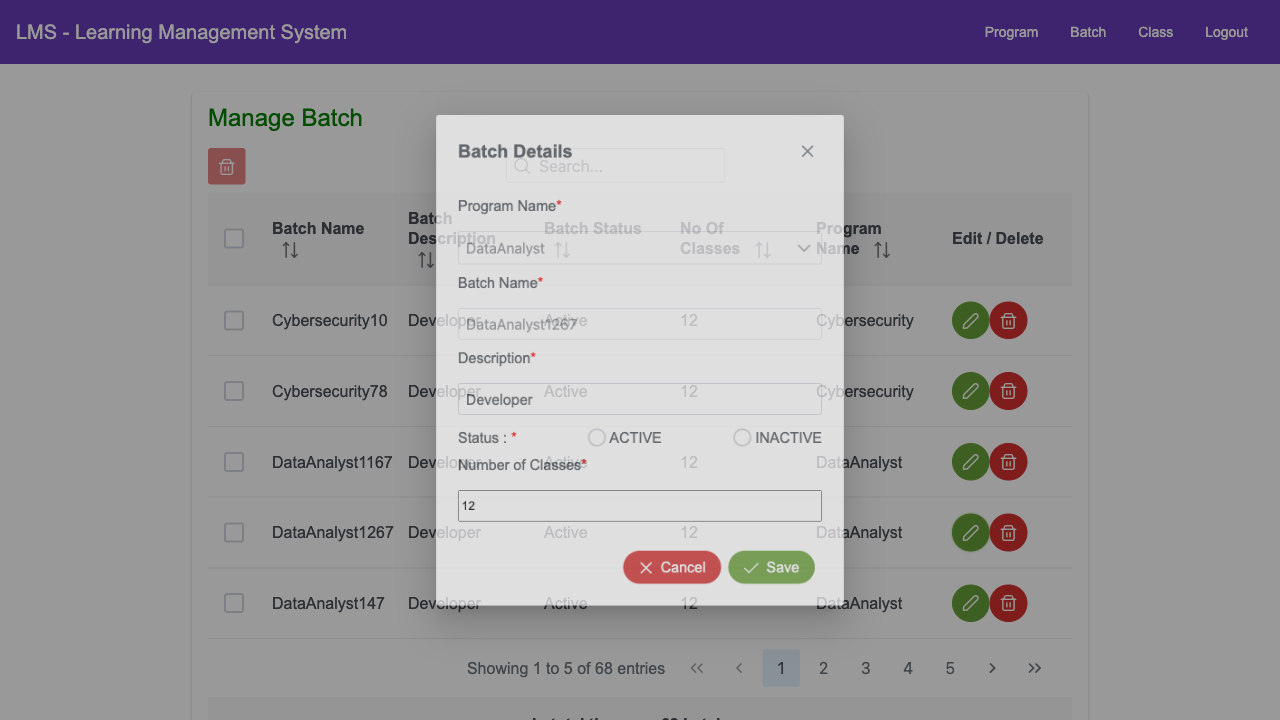 LMS - Learning Management System
Program Batch Class Logout
Manage Batch
Search...
Batch Name
Batch Description
Batch Status
No Of Classes
Program Name
Edit / Delete
Cybersecurity10 Developer Active 12 Cybersecurity
Cybersecurity78 Developer Active 12 Cybersecurity
DataAnalyst1167 Developer Active 12 DataAnalyst
DataAnalyst1267 Developer Active 12 DataAnalyst
DataAnalyst147 Developer Active 12 DataAnalyst
Showing 1 to 5 of 68 entries
1 2 3 4 5
Batch Details
Program Name*
DataAnalyst
Batch Name*
DataAnalyst1267
Description*
Developer
Status : * ACTIVE INACTIVE
Number of Classes*
12
Cancel Save